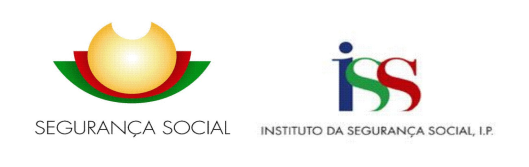 iss
SEGURANÇA SOCIAL
INSTITUTO DA SEGURANÇA SOCIAL, I.P.